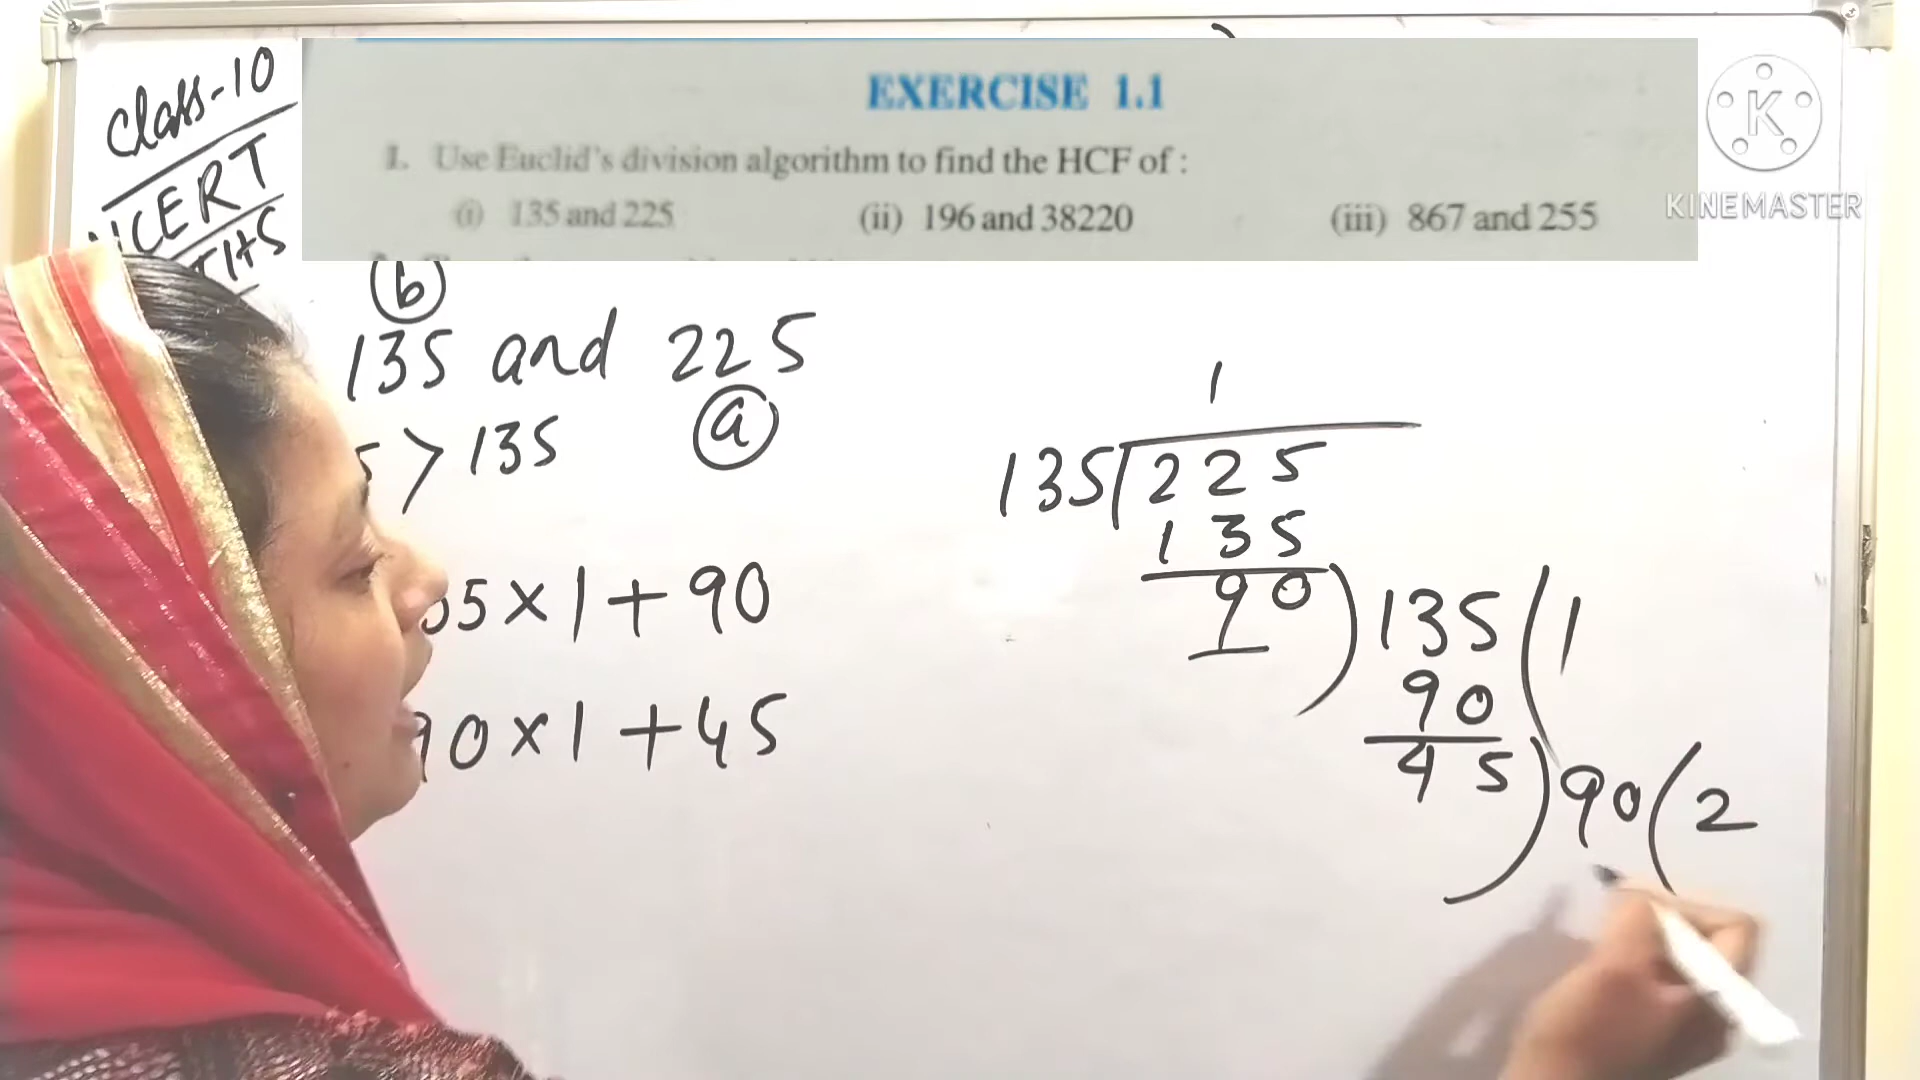 Class-10
NCERT
EXERCISE 1.1
1. Use Euclid's division algorithm to find the HCF of :
(i) 135 and 225 (ii) 196 and 38220 (iii) 867 and 255
KINEMASTER
b
135 and 225
> 135 a
5 × 1 + 90
90 × 1 + 45
1
135 225
135
90 ) 135 ( 1
90
45 ) 90 ( 2